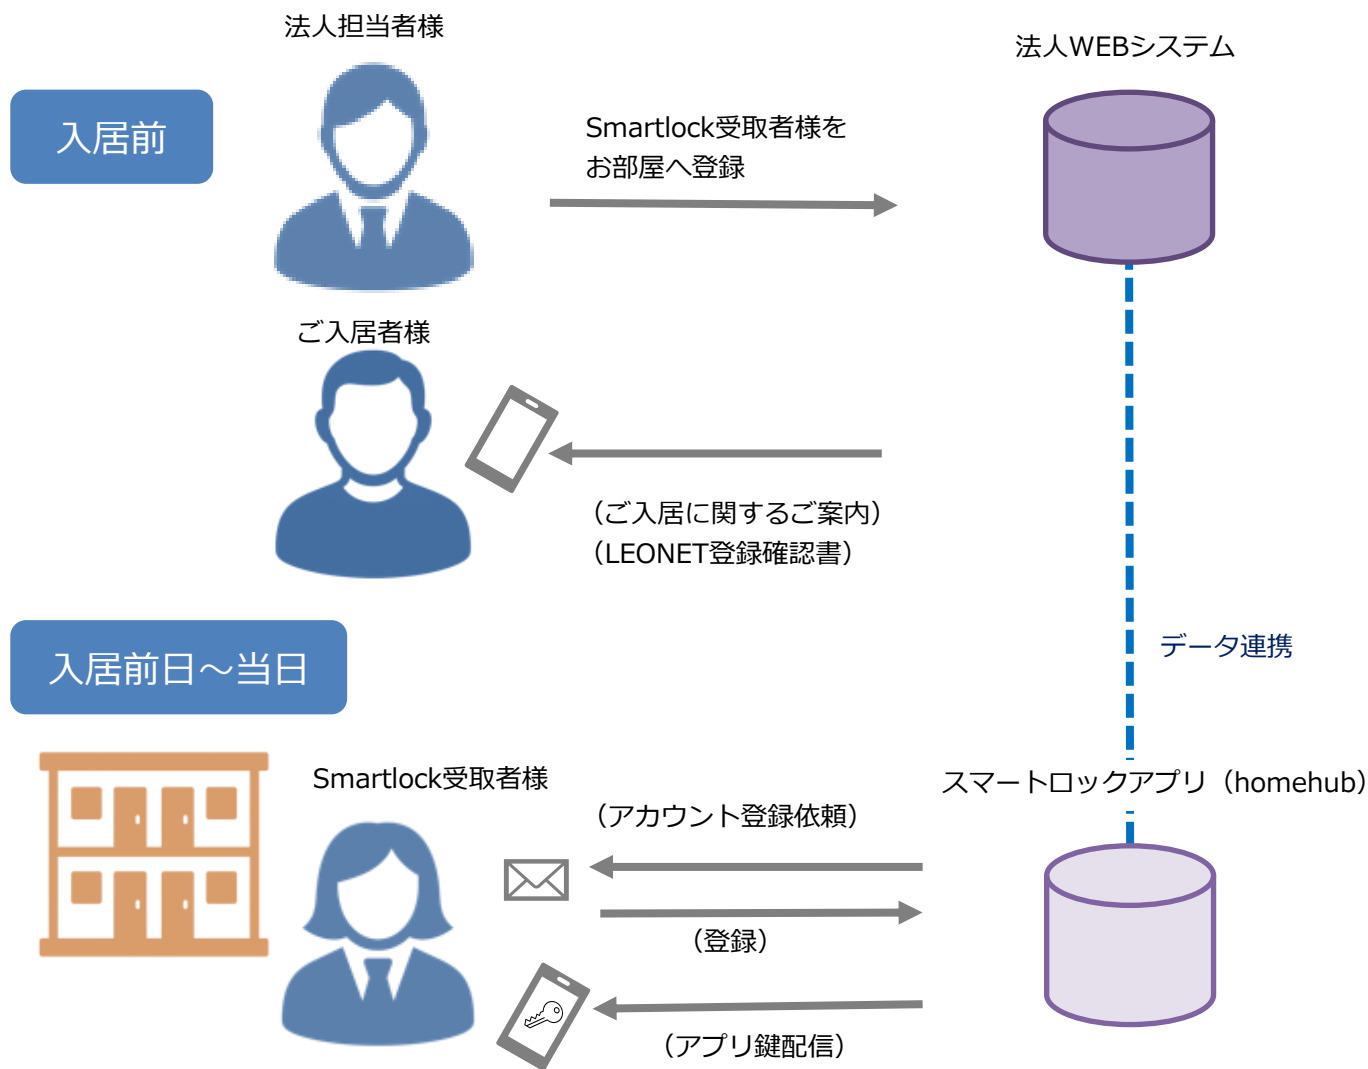 法人担当者様
法人WEBシステム
入居前
Smartlock受取者様を
お部屋へ登録
ご入居者様
（ご入居に関するご案内）
（LEONET登録確認書）
データ連携
入居前日～当日
Smartlock受取者様
スマートロックアプリ（homehub）
（アカウント登録依頼）
（登録）
（アプリ鍵配信）